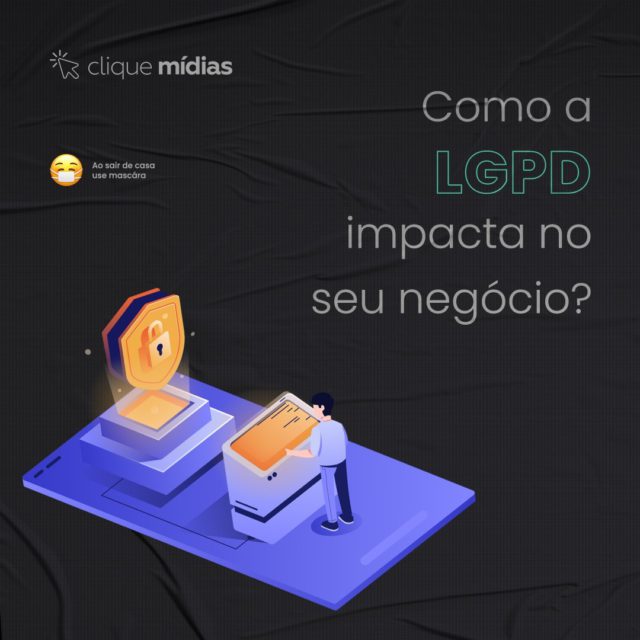 clique mídias
Ao sair de casa
use mascára
Como a
LGPD
impacta no
seu negócio?